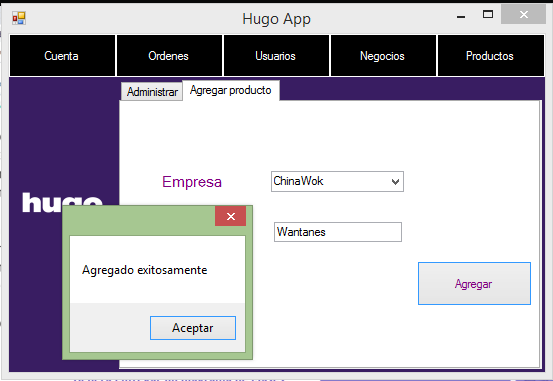 Hugo App
Cuenta
Ordenes
Usuarios
Negocios
Productos
Administrar
Agregar producto
Empresa
ChinaWok
hugo
Wantanes
Agregado exitosamente
Agregar
Aceptar